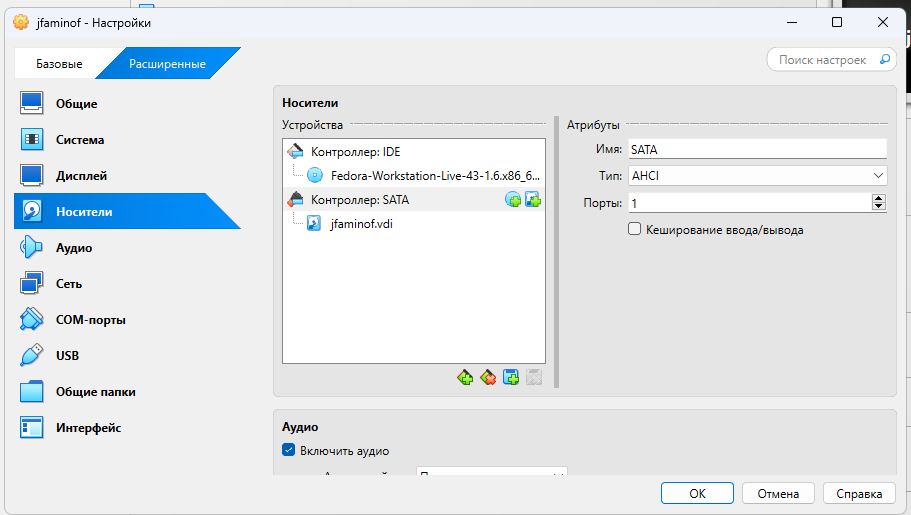 jfaminof - Настройки
Базовые
Расширенные
Поиск настроек
Общие
Система
Дисплей
Носители
Аудио
Сеть
COM-порты
USB
Общие папки
Интерфейс
Носители
Устройства
Контроллер: IDE
Fedora-Workstation-Live-43-1.6.x86_6...
Контроллер: SATA
jfaminof.vdi
Атрибуты
Имя: SATA
Тип: AHCI
Порты: 1
Кеширование ввода/вывода
Аудио
Включить аудио
OK
Отмена
Справка